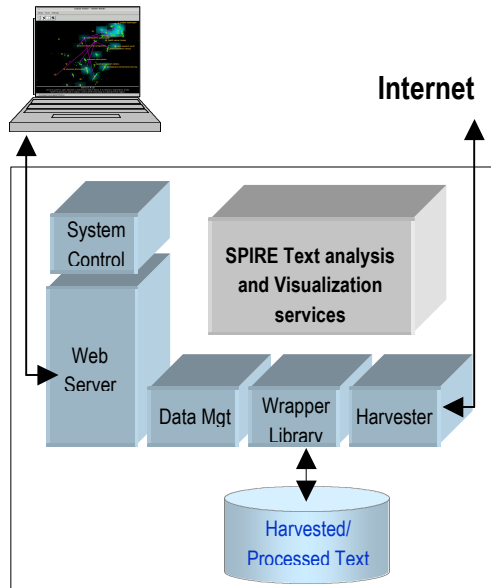 Internet
System
Control
SPIRE Text analysis
and Visualization
services
Web
Server
Data Mgt
Wrapper
Library
Harvester
Harvested/
Processed Text